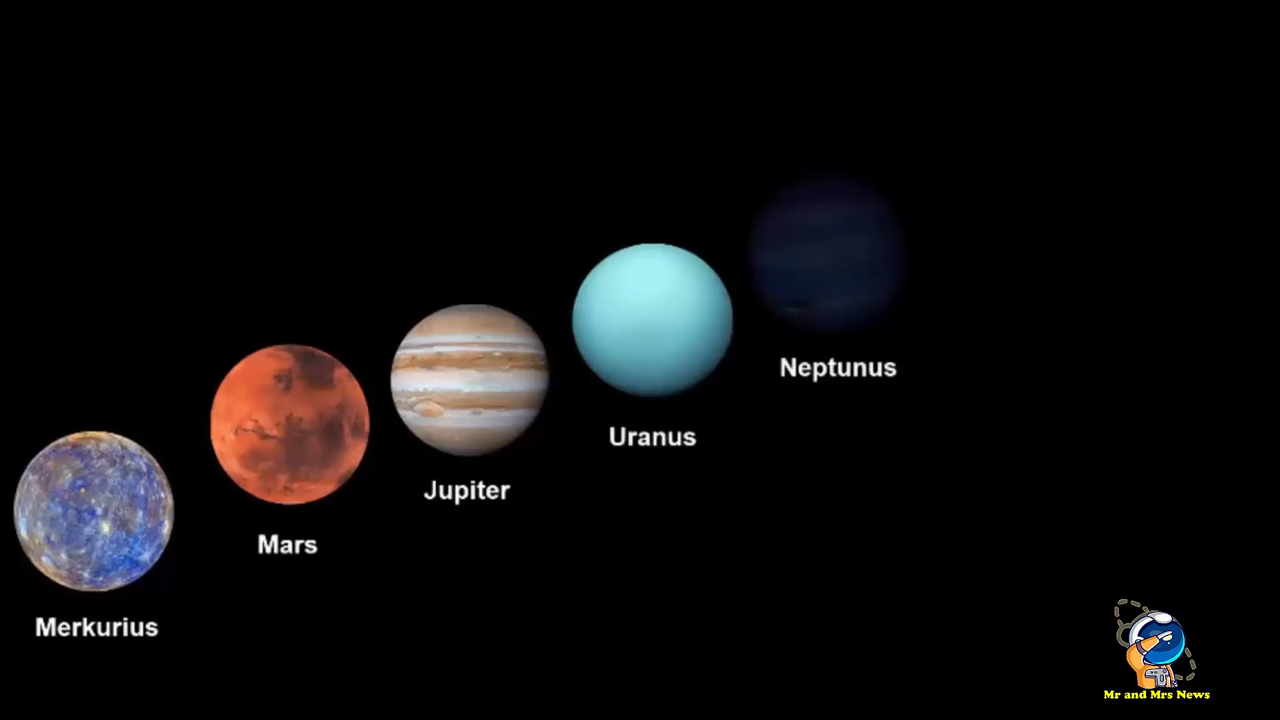 Merkurius
Mars
Jupiter
Uranus
Neptunus
Mr and Mrs News